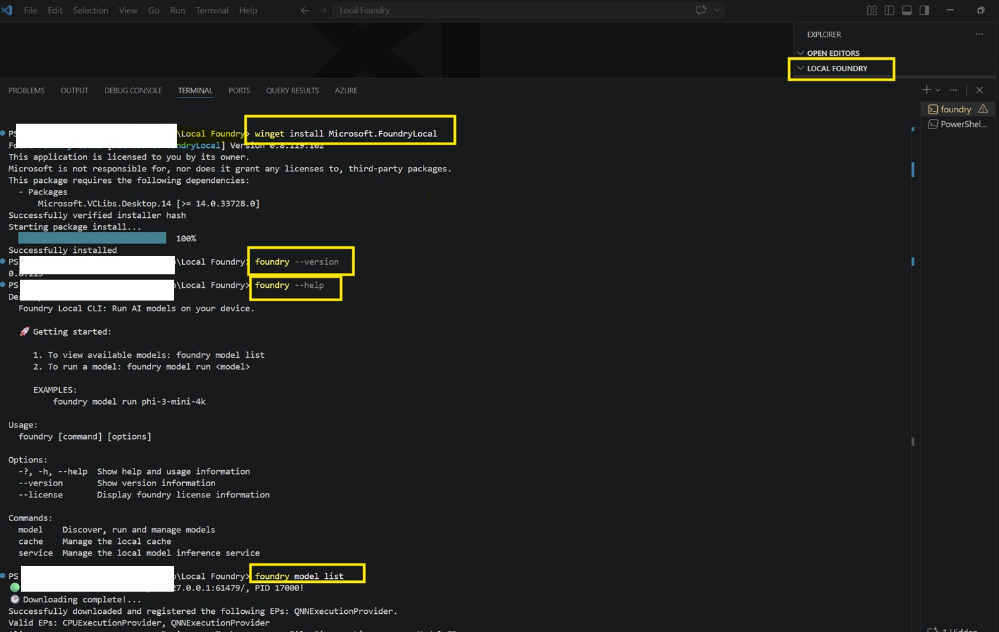 File Edit Selection View Go Run Terminal Help
Local Foundry
EXPLORER
OPEN EDITORS
LOCAL FOUNDRY
PROBLEMS OUTPUT DEBUG CONSOLE TERMINAL PORTS QUERY RESULTS AZURE
foundry
PowerShel...
PS \Local Foundry> winget install Microsoft.FoundryLocal
ndryLocal] Version 0.8.119.102
This application is licensed to you by its owner.
Microsoft is not responsible for, nor does it grant any licenses to, third-party packages.
This package requires the following dependencies:
- Packages
Microsoft.VCLibs.Desktop.14 [>= 14.0.33728.0]
Successfully verified installer hash
Starting package install...
100%
Successfully installed
PS \Local Foundry> foundry --version
0.8.119
PS \Local Foundry> foundry --help
Foundry Local CLI: Run AI models on your device.
🚀 Getting started:
1. To view available models: foundry model list
2. To run a model: foundry model run <model>
EXAMPLES:
foundry model run phi-3-mini-4k
Usage:
foundry [command] [options]
Options:
-?, -h, --help Show help and usage information
--version Show version information
--license Display foundry license information
Commands:
model Discover, run and manage models
cache Manage the local cache
service Manage the local model inference service
PS \Local Foundry> foundry model list
27.0.0.1:61479/, PID 17000!
🕑 Downloading complete!...
Successfully downloaded and registered the following EPs: QNNExecutionProvider.
Valid EPs: CPUExecutionProvider, QNNExecutionProvider